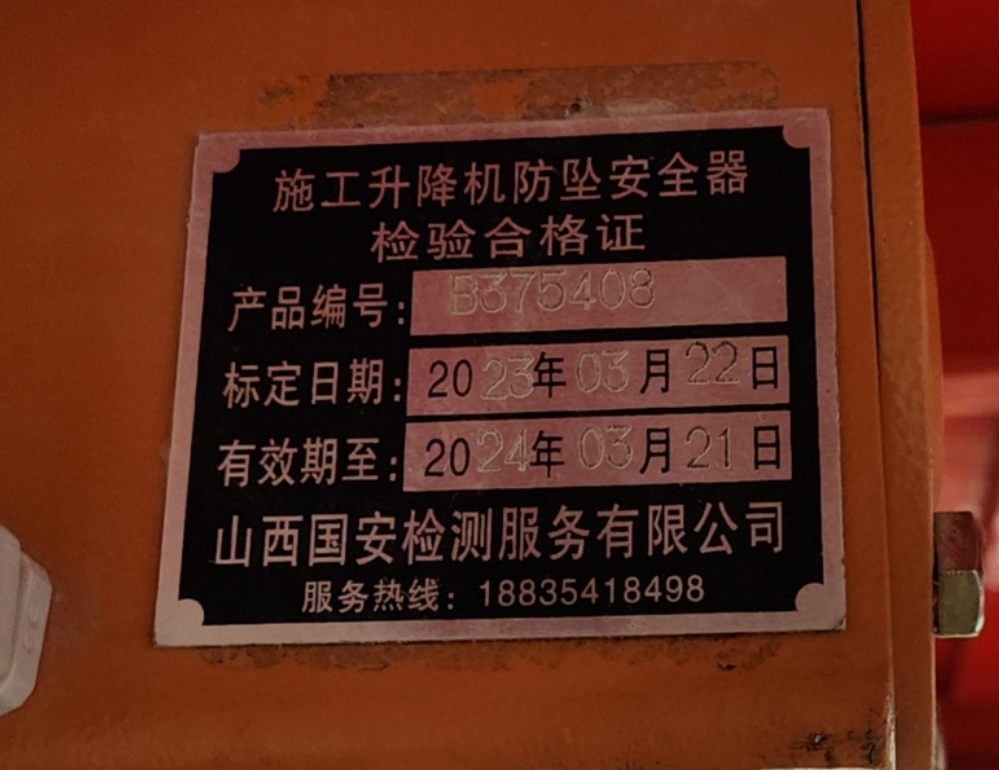 施工升降机防坠安全器
检验合格证
产品编号：B375408
标定日期：2023年03月22日
有效期至：2024年03月21日
山西国安检测服务有限公司
服务热线：18835418498